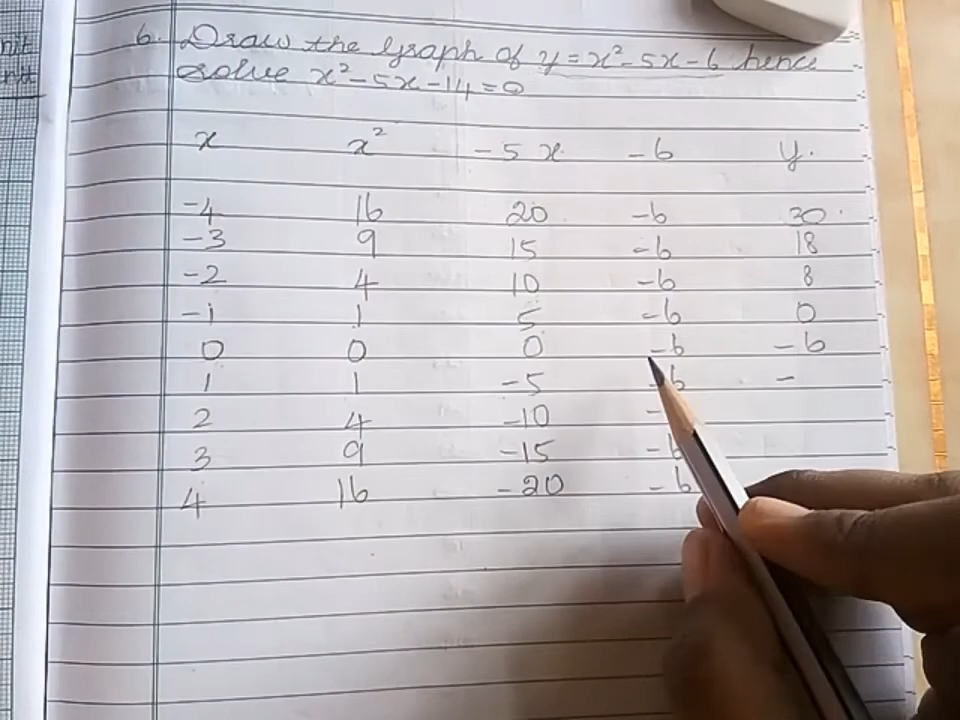 6. Draw the graph of y = x² - 5x - 6 hence
solve x² - 5x - 14 = 0
x x² -5x -6 y.
-4 16 20 -6 30
-3 9 15 -6 18
-2 4 10 -6 8
-1 1 5 -6 0
0 0 0 -6 -6
1 1 -5 -6 -
2 4 -10 -
3 9 -15 -6
4 16 -20 -6